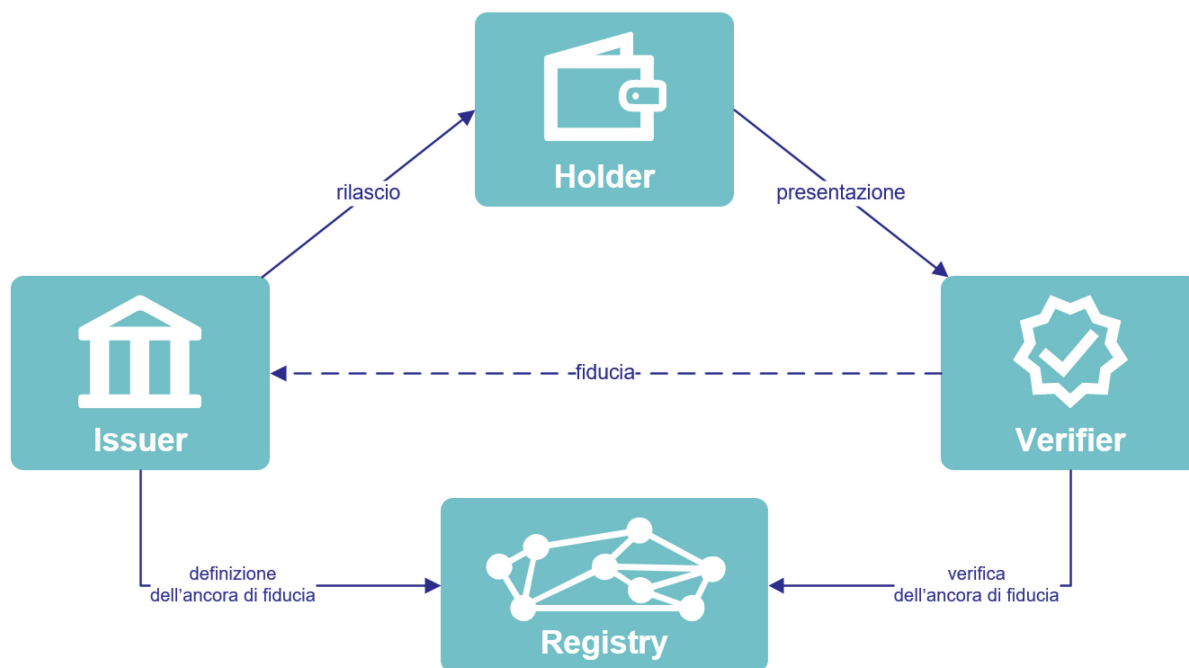 Holder
rilascio
presentazione
Issuer
fiducia
Verifier
definizione
dell'ancora di fiducia
verifica
dell'ancora di fiducia
Registry